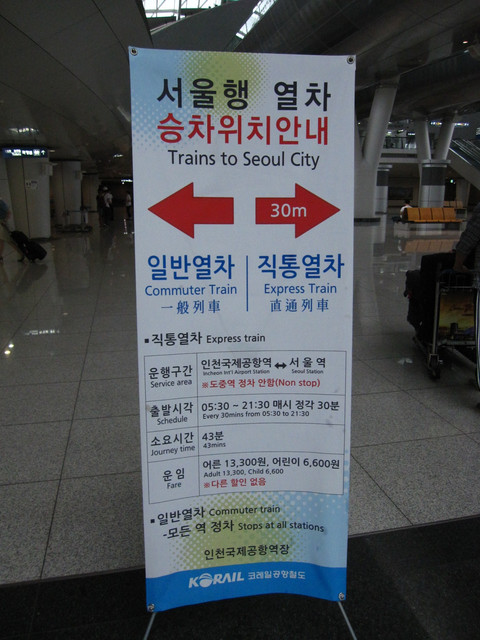 서울행 열차
승차위치안내
Trains to Seoul City
30m
일반열차
Commuter Train
一般列車
직통열차
Express Train
直通列車
직통열차 Express train
운행구간
Service area
인천국제공항역 ↔ 서울역
Incheon Int'l Airport Station Seoul Station
※도중역 정차 안함(Non stop)
출발시각
Schedule
05:30 ~ 21:30 매시 정각 30분
Every 30mins from 05:30 to 21:30
소요시간
Journey time
43분
43mins
운임
Fare
어른 13,300원, 어린이 6,600원
Adult 13,300, Child 6,600
※다른 할인 없음
일반열차 Commuter train
-모든 역 정차 Stops at all stations
인천국제공항역장
KORAIL 코레일공항철도